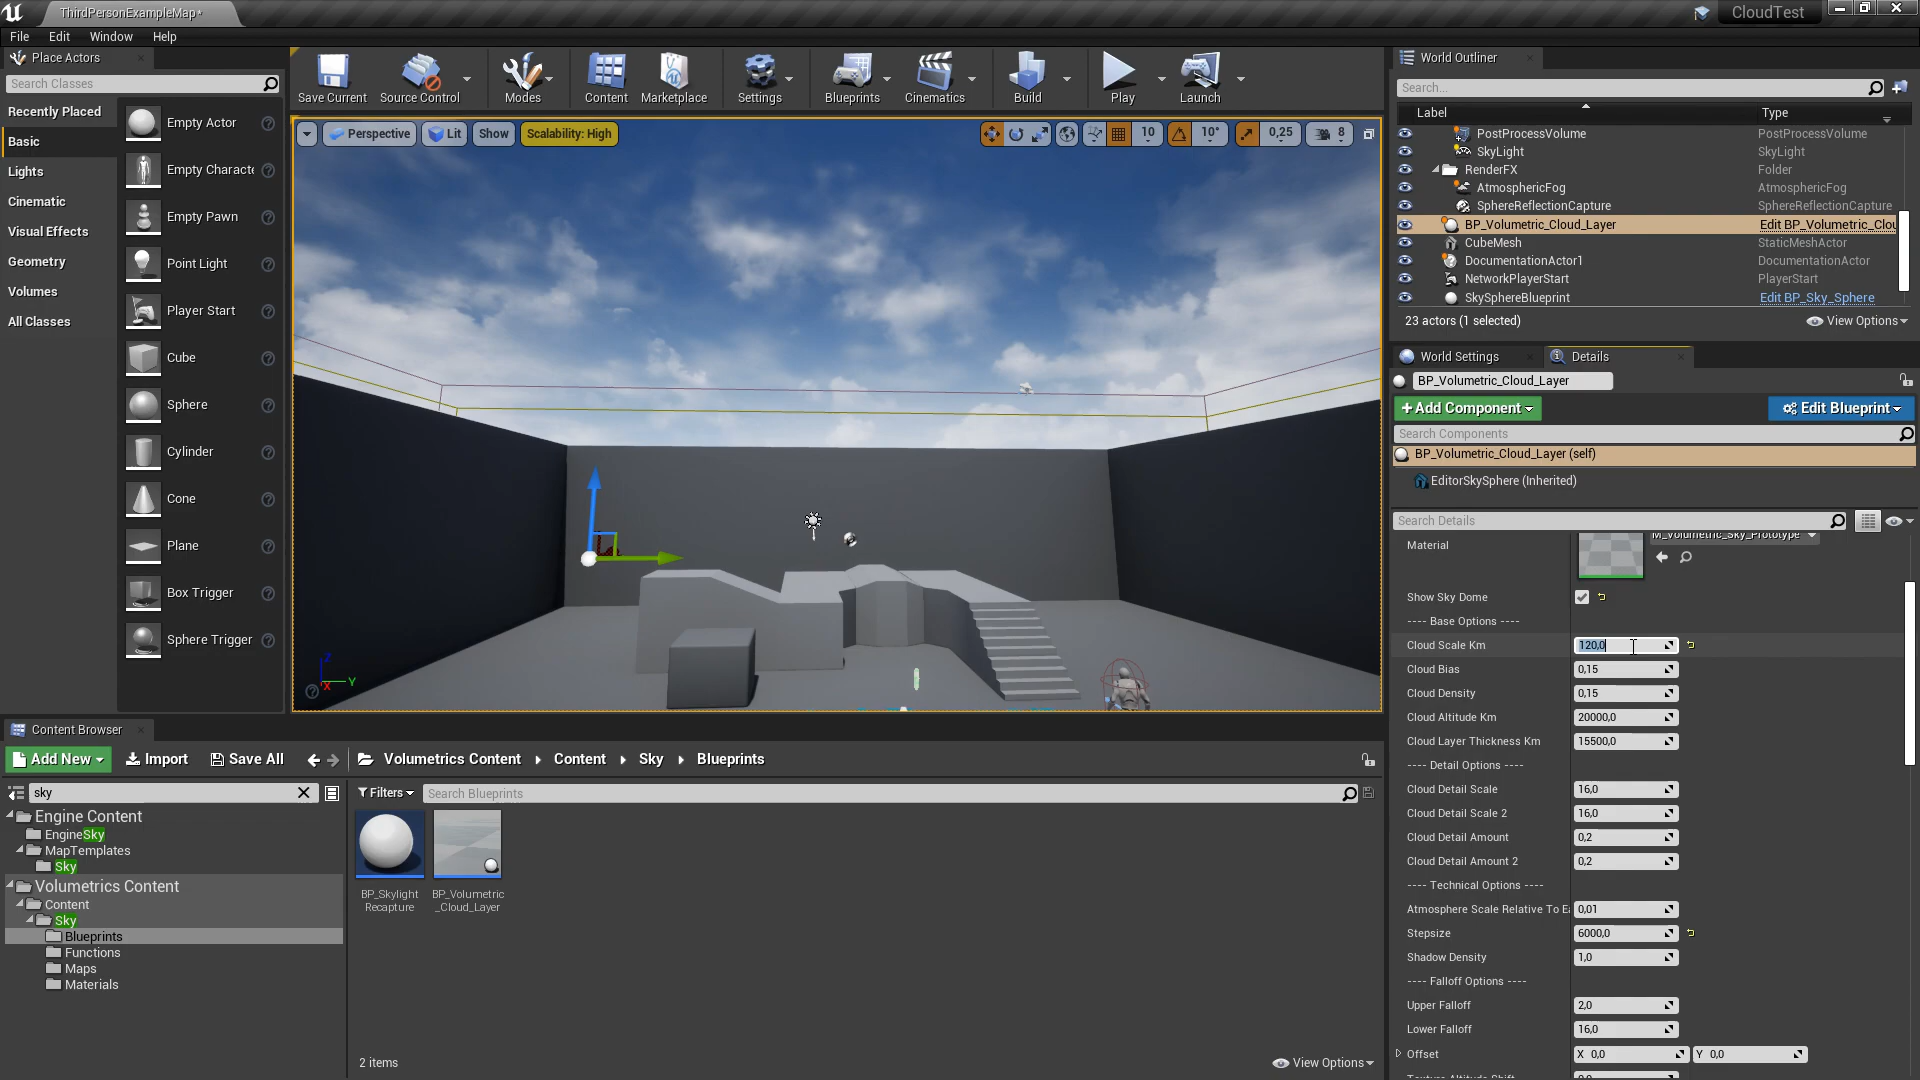 ThirdPersonExampleMap*
CloudTest
File Edit Window Help
Place Actors
Search Classes
Recently Placed
Basic
Lights
Cinematic
Visual Effects
Geometry
Volumes
All Classes
Empty Actor
Empty Characte
Empty Pawn
Point Light
Player Start
Cube
Sphere
Cylinder
Cone
Plane
Box Trigger
Sphere Trigger
Save Current Source Control Modes Content Marketplace Settings Blueprints Cinematics Build Play Launch
Perspective Lit Show Scalability: High
10 10° 0,25 8
Z
X Y
World Outliner
Search...
Label Type
PostProcessVolume PostProcessVolume
SkyLight SkyLight
RenderFX Folder
AtmosphericFog AtmosphericFog
SphereReflectionCapture SphereReflectionCapture
BP_Volumetric_Cloud_Layer Edit BP_Volumetric_Clou
CubeMesh StaticMeshActor
DocumentationActor1 DocumentationActor
NetworkPlayerStart PlayerStart
SkySphereBlueprint Edit BP_Sky_Sphere
23 actors (1 selected) View Options
World Settings Details
BP_Volumetric_Cloud_Layer
+Add Component Edit Blueprint
Search Components
BP_Volumetric_Cloud_Layer (self)
EditorSkySphere (Inherited)
Search Details
Material M_Volumetric_Sky_Prototype
Show Sky Dome
---- Base Options ----
Cloud Scale Km 120,0
Cloud Bias 0,15
Cloud Density 0,15
Cloud Altitude Km 20000,0
Cloud Layer Thickness Km 15500,0
---- Detail Options ----
Cloud Detail Scale 16,0
Cloud Detail Scale 2 16,0
Cloud Detail Amount 0,2
Cloud Detail Amount 2 0,2
---- Technical Options ----
Atmosphere Scale Relative To E 0,01
Stepsize 6000,0
Shadow Density 1,0
---- Falloff Options ----
Upper Falloff 2,0
Lower Falloff 16,0
Offset X 0,0 Y 0,0
Content Browser
Add New Import Save All Volumetrics Content Content Sky Blueprints
sky
Filters Search Blueprints
Engine Content
EngineSky
MapTemplates
Sky
Volumetrics Content
Content
Sky
Blueprints
Functions
Maps
Materials
BP_Skylight
Recapture
BP_Volumetric
_Cloud_Layer
2 items View Options